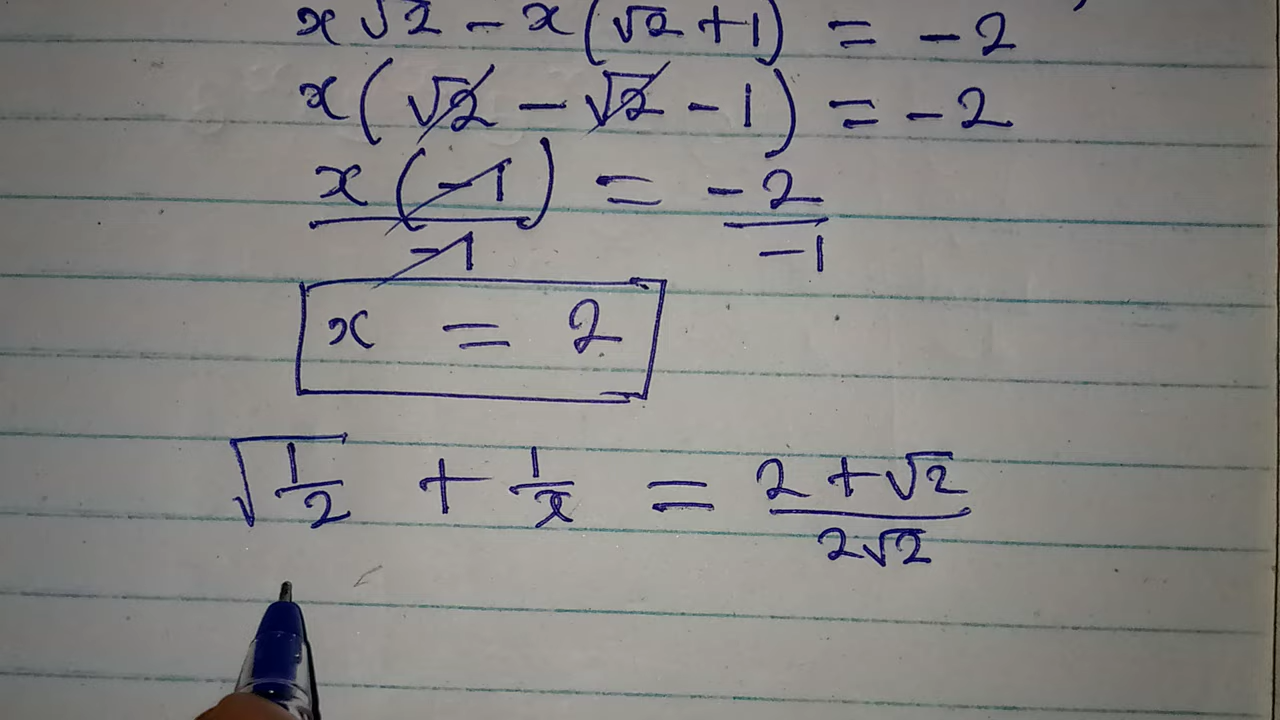 x√2 - x(√2 + 1) = -2
x(√2 - √2 - 1) = -2
x(-1)/-1 = -2/-1
x = 2
√(1/2) + 1/x = (2 + √2)/(2√2)